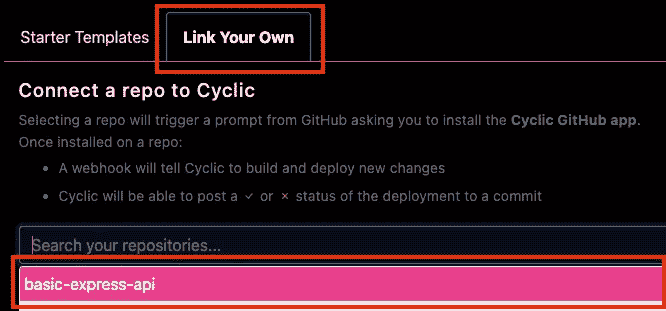 Starter Templates
Link Your Own
Connect a repo to Cyclic
Selecting a repo will trigger a prompt from GitHub asking you to install the Cyclic GitHub app.
Once installed on a repo:
• A webhook will tell Cyclic to build and deploy new changes
• Cyclic will be able to post a ✓ or × status of the deployment to a commit
Search your repositories...
basic-express-api